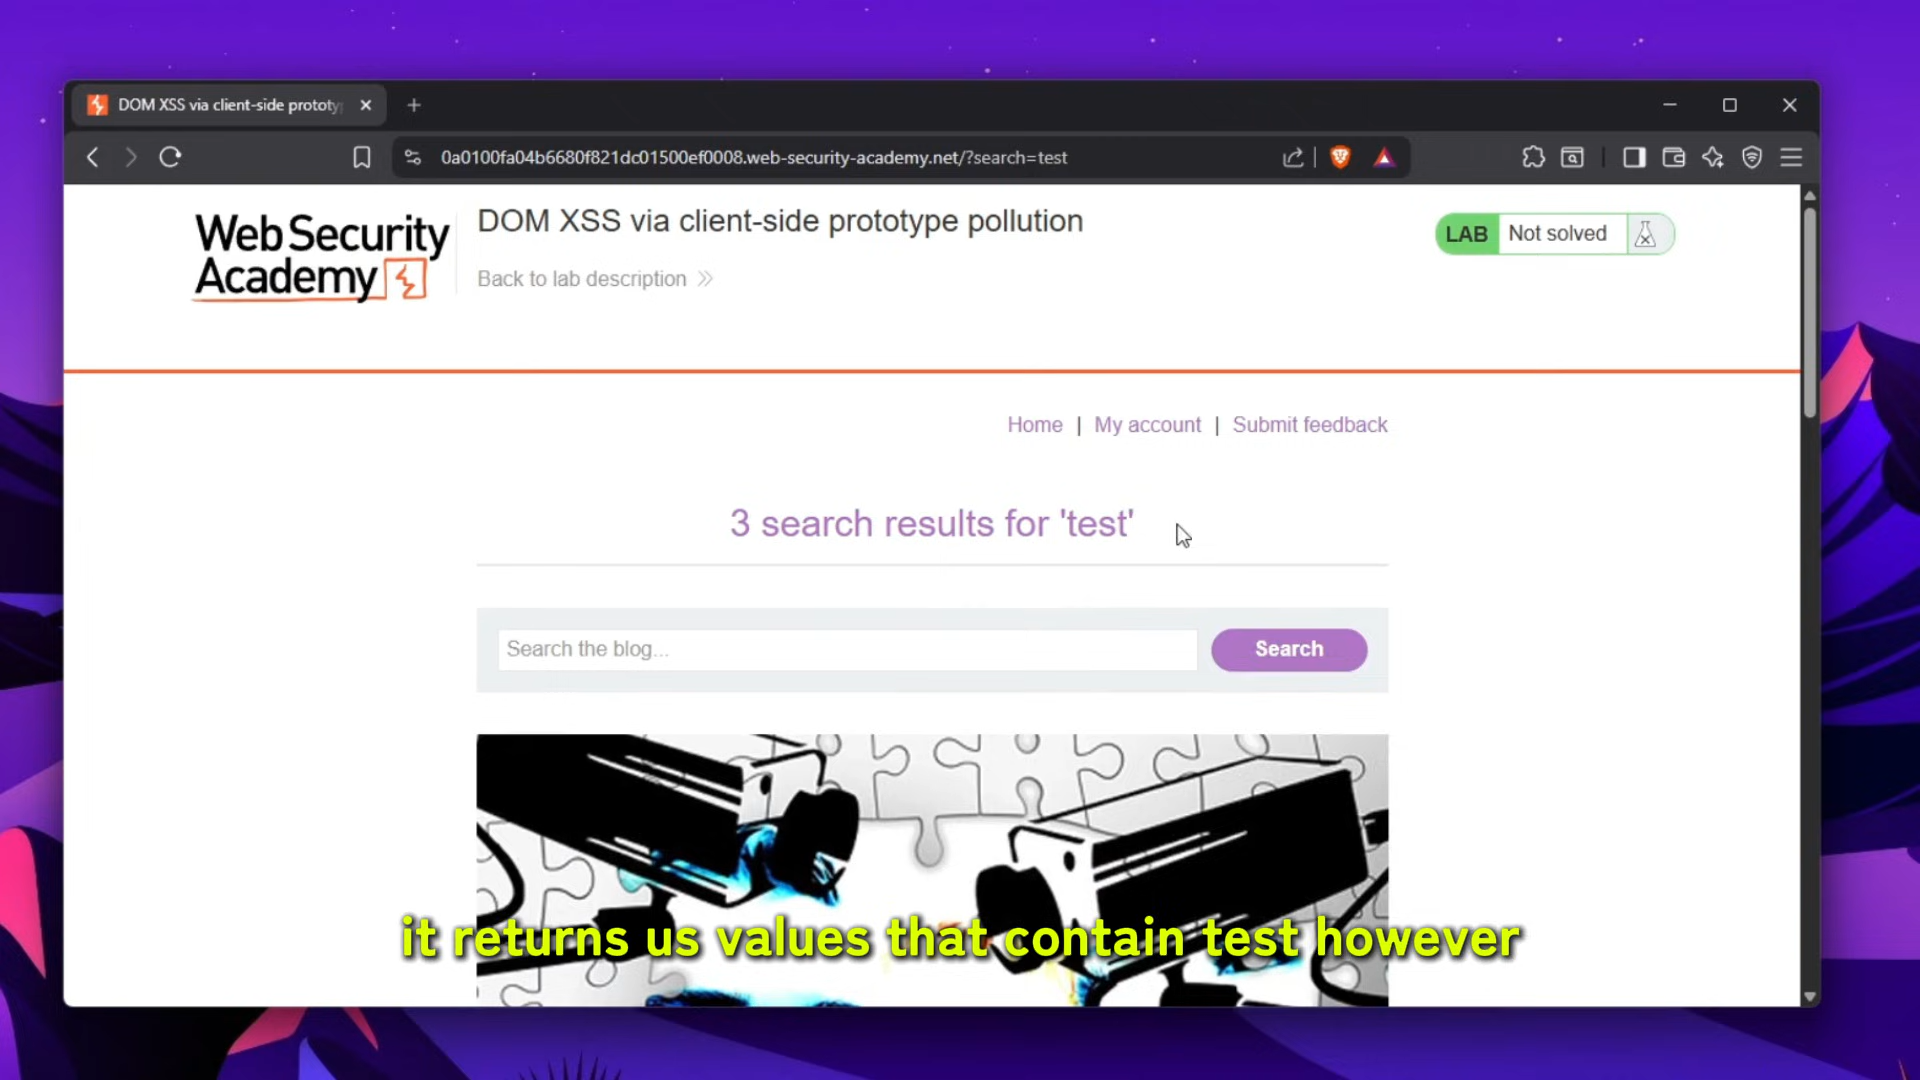 DOM XSS via client-side prototy
0a0100fa04b6680f821dc01500ef0008.web-security-academy.net/?search=test
Web Security
Academy
DOM XSS via client-side prototype pollution
Back to lab description
LAB Not solved
Home | My account | Submit feedback
3 search results for 'test'
Search the blog...
Search
it returns us values that contain test however